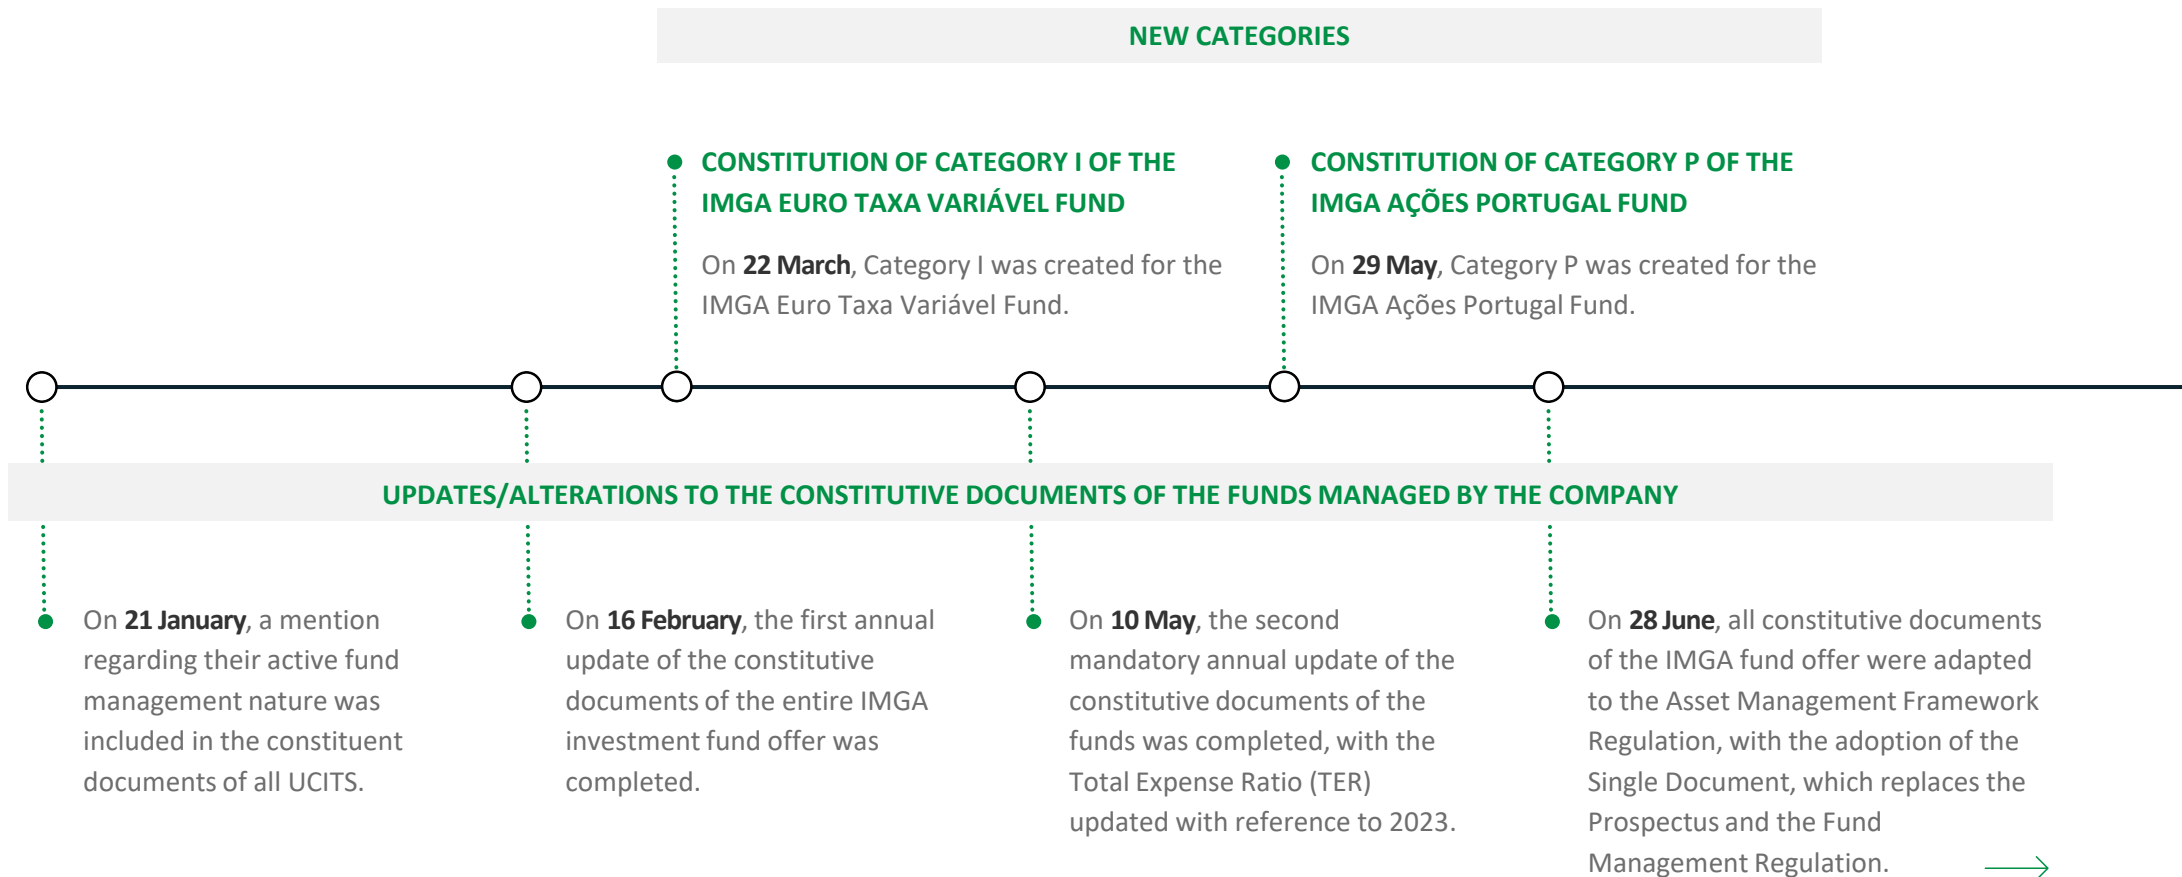 NEW CATEGORIES
CONSTITUTION OF CATEGORY I OF THE
IMGA EURO TAXA VARIÁVEL FUND
On 22 March, Category I was created for the
IMGA Euro Taxa Variável Fund.
CONSTITUTION OF CATEGORY P OF THE
IMGA AÇÕES PORTUGAL FUND
On 29 May, Category P was created for the
IMGA Ações Portugal Fund.
UPDATES/ALTERATIONS TO THE CONSTITUTIVE DOCUMENTS OF THE FUNDS MANAGED BY THE COMPANY
On 21 January, a mention
regarding their active fund
management nature was
included in the constituent
documents of all UCITS.
On 16 February, the first annual
update of the constitutive
documents of the entire IMGA
investment fund offer was
completed.
On 10 May, the second
mandatory annual update of the
constitutive documents of the
funds was completed, with the
Total Expense Ratio (TER)
updated with reference to 2023.
On 28 June, all constitutive documents
of the IMGA fund offer were adapted
to the Asset Management Framework
Regulation, with the adoption of the
Single Document, which replaces the
Prospectus and the Fund
Management Regulation.